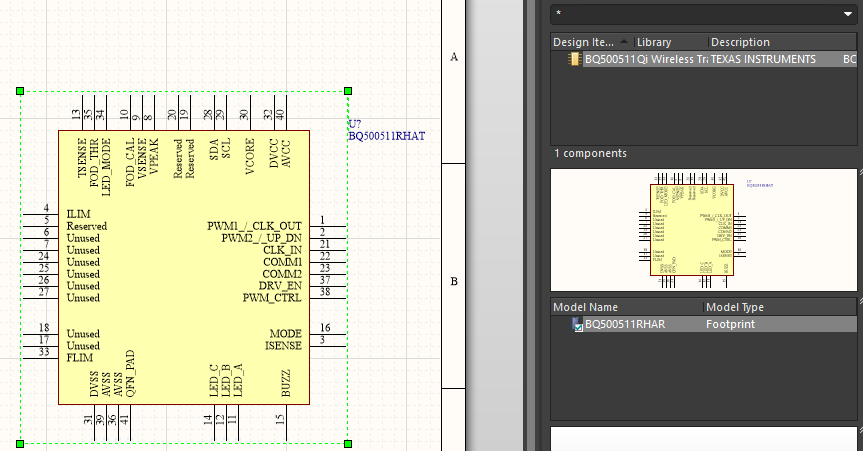 *
Design Ite... Library Description
BQ500511 Qi Wireless Tra TEXAS INSTRUMENTS BC
1 components
Model Name Model Type
BQ500511RHAR Footprint
A
B
U?
BQ500511RHAT
13 35 34 10 9 8 20 19 28 29 30 32 40
TSENSE FOD_THR LED_MODE FOD_CAL VSENSE VPEAK Reserved Reserved SDA SCL VCORE DVCC AVCC
4 ILIM
5 Reserved
6 Unused
7 Unused
24 Unused
25 Unused
26 Unused
27 Unused
18 Unused
17 Unused
33 FLIM
PWM1_/_CLK_OUT 1
PWM2_/_UP_DN 2
CLK_IN 21
COMM1 22
COMM2 23
DRV_EN 37
PWM_CTRL 38
MODE 16
ISENSE 3
DVSS AVSS AVSS QFN_PAD LED_C LED_B LED_A BUZZ
31 39 36 41 14 12 11 15